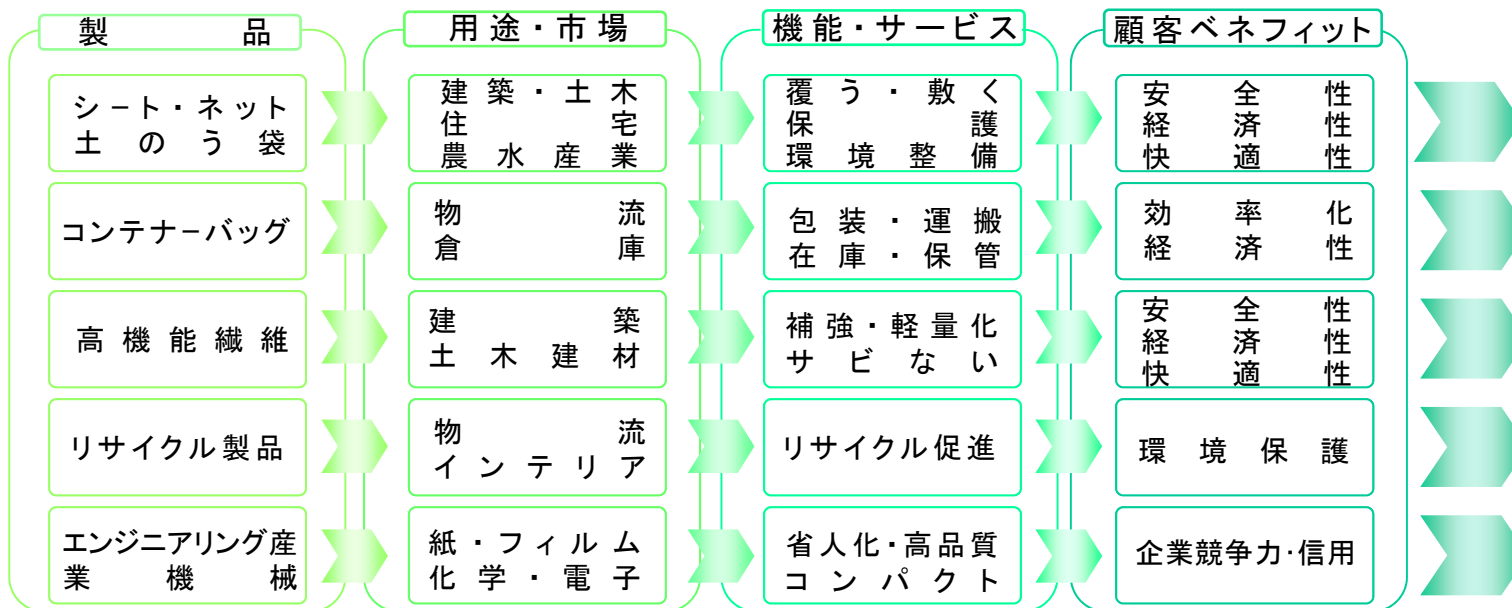 製品
用途・市場
機能・サービス
顧客ベネフィット
シート・ネット
土のう袋
建築・土木
住宅
農水産業
覆う・敷く
保護
環境整備
安全性
経済性
快適性
コンテナーバッグ
物流
倉庫
包装・運搬
在庫・保管
効率化
経済性
高機能繊維
建築
土木建材
補強・軽量化
サビない
安全性
経済性
快適性
リサイクル製品
物流
インテリア
リサイクル促進
環境保護
エンジニアリング産
業機械
紙・フィルム
化学・電子
省人化・高品質
コンパクト
企業競争力・信用